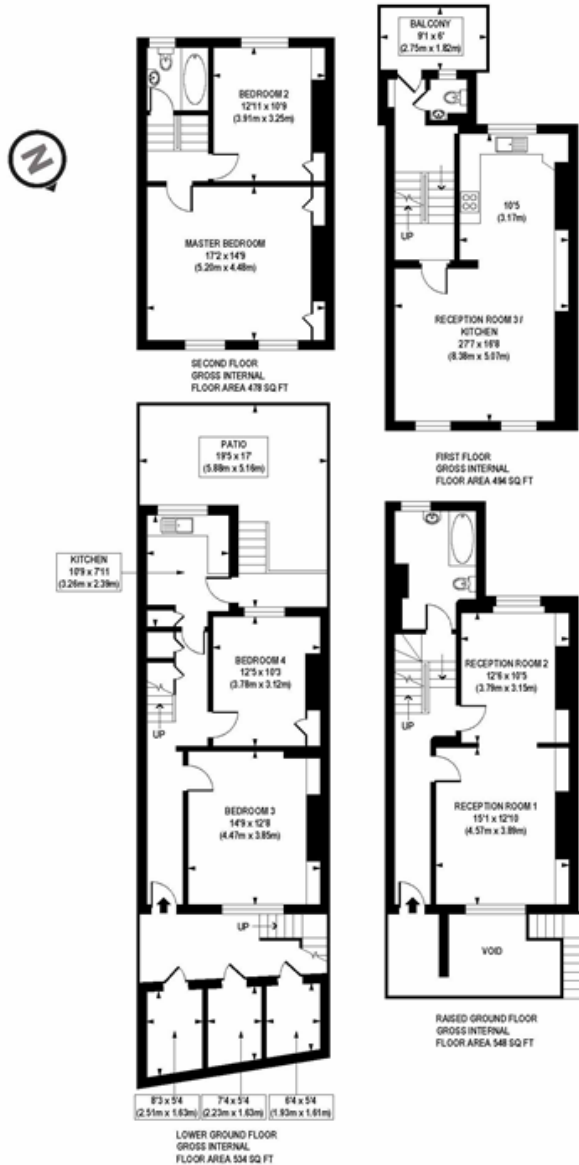 BALCONY
9'1 x 6'
(2.75m x 1.82m)
BEDROOM 2
12'11 x 10'9
(3.91m x 3.25m)
N
MASTER BEDROOM
17'2 x 14'9
(5.20m x 4.48m)
SECOND FLOOR
GROSS INTERNAL
FLOOR AREA 478 SQ FT
10'5
(3.17m)
UP
RECEPTION ROOM 3 /
KITCHEN
27'7 x 16'8
(8.38m x 5.07m)
FIRST FLOOR
GROSS INTERNAL
FLOOR AREA 494 SQ FT
PATIO
19'5 x 17'
(5.88m x 5.16m)
KITCHEN
10'9 x 7'11
(3.26m x 2.39m)
BEDROOM 4
12'5 x 10'3
(3.78m x 3.12m)
UP
BEDROOM 3
14'9 x 12'8
(4.47m x 3.85m)
UP
8'3 x 5'4
(2.51m x 1.63m)
7'4 x 5'4
(2.23m x 1.63m)
6'4 x 5'4
(1.93m x 1.61m)
LOWER GROUND FLOOR
GROSS INTERNAL
FLOOR AREA 534 SQ FT
RECEPTION ROOM 2
12'6 x 10'5
(3.79m x 3.15m)
UP
RECEPTION ROOM 1
15'1 x 12'10
(4.57m x 3.89m)
VOID
RAISED GROUND FLOOR
GROSS INTERNAL
FLOOR AREA 548 SQ FT